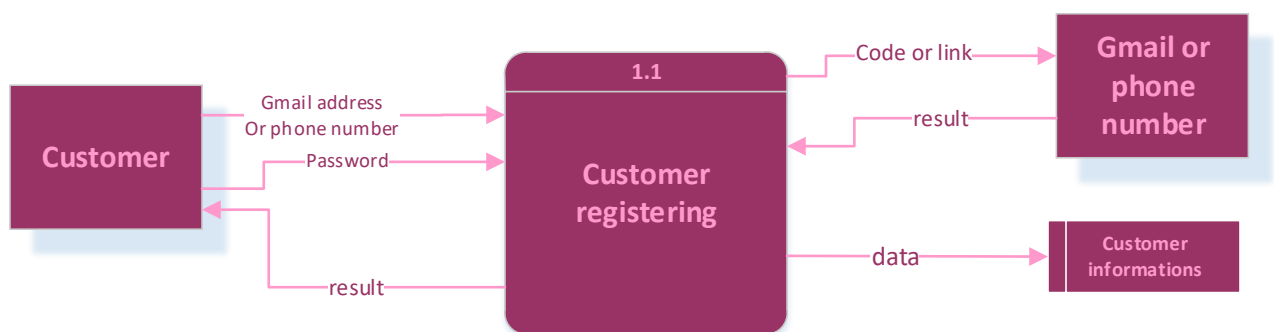 Customer
Gmail address
Or phone number
Password
result
1.1
Customer
registering
Code or link
result
data
Gmail or
phone
number
Customer
informations